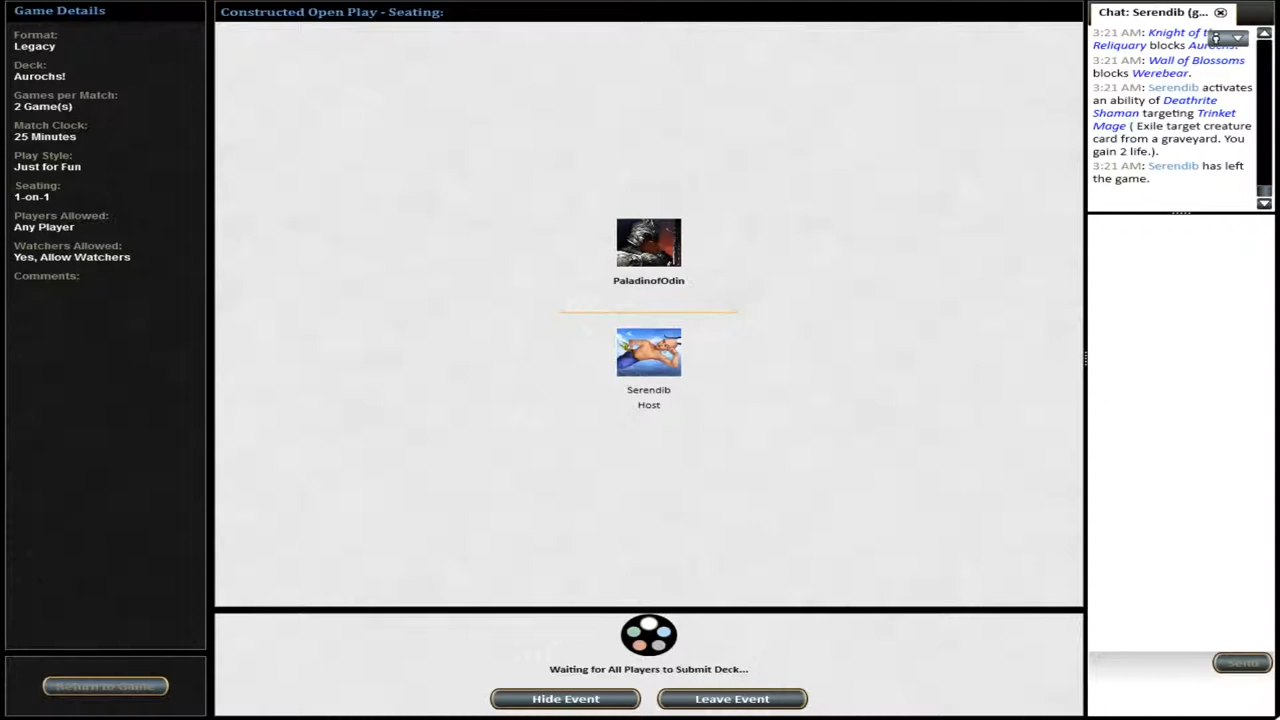 Game Details
Format:
Legacy
Deck:
Aurochs!
Games per Match:
2 Game(s)
Match Clock:
25 Minutes
Play Style:
Just for Fun
Seating:
1-on-1
Players Allowed:
Any Player
Watchers Allowed:
Yes, Allow Watchers
Comments:
Return to Game
Constructed Open Play - Seating:
PaladinofOdin
Serendib
Host
Waiting for All Players to Submit Deck...
Hide Event
Leave Event
Chat: Serendib (g...
3:21 AM: Knight of
Reliquary blocks
3:21 AM: Wall of Blossoms
blocks Werebear.
3:21 AM: Serendib activates
an ability of Deathrite
Shaman targeting Trinket
Mage ( Exile target creature
card from a graveyard. You
gain 2 life.).
3:21 AM: Serendib has left
the game.
Send